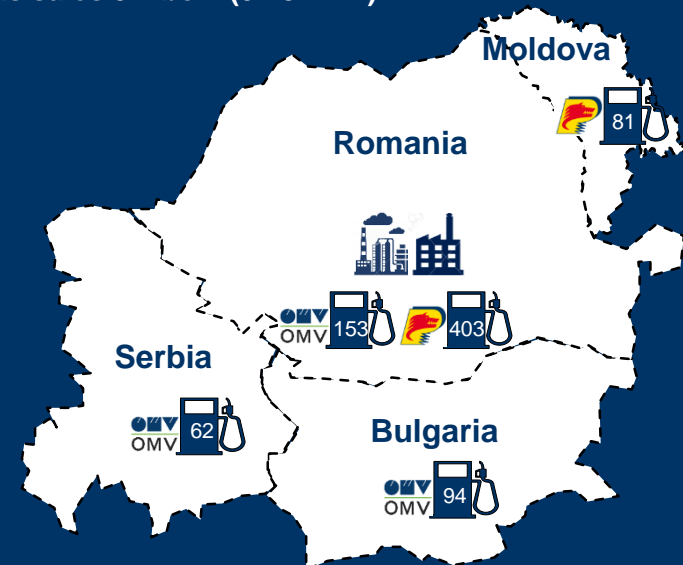 Moldova
81
Romania
OMV
153
403
Serbia
OMV
62
Bulgaria
OMV
94